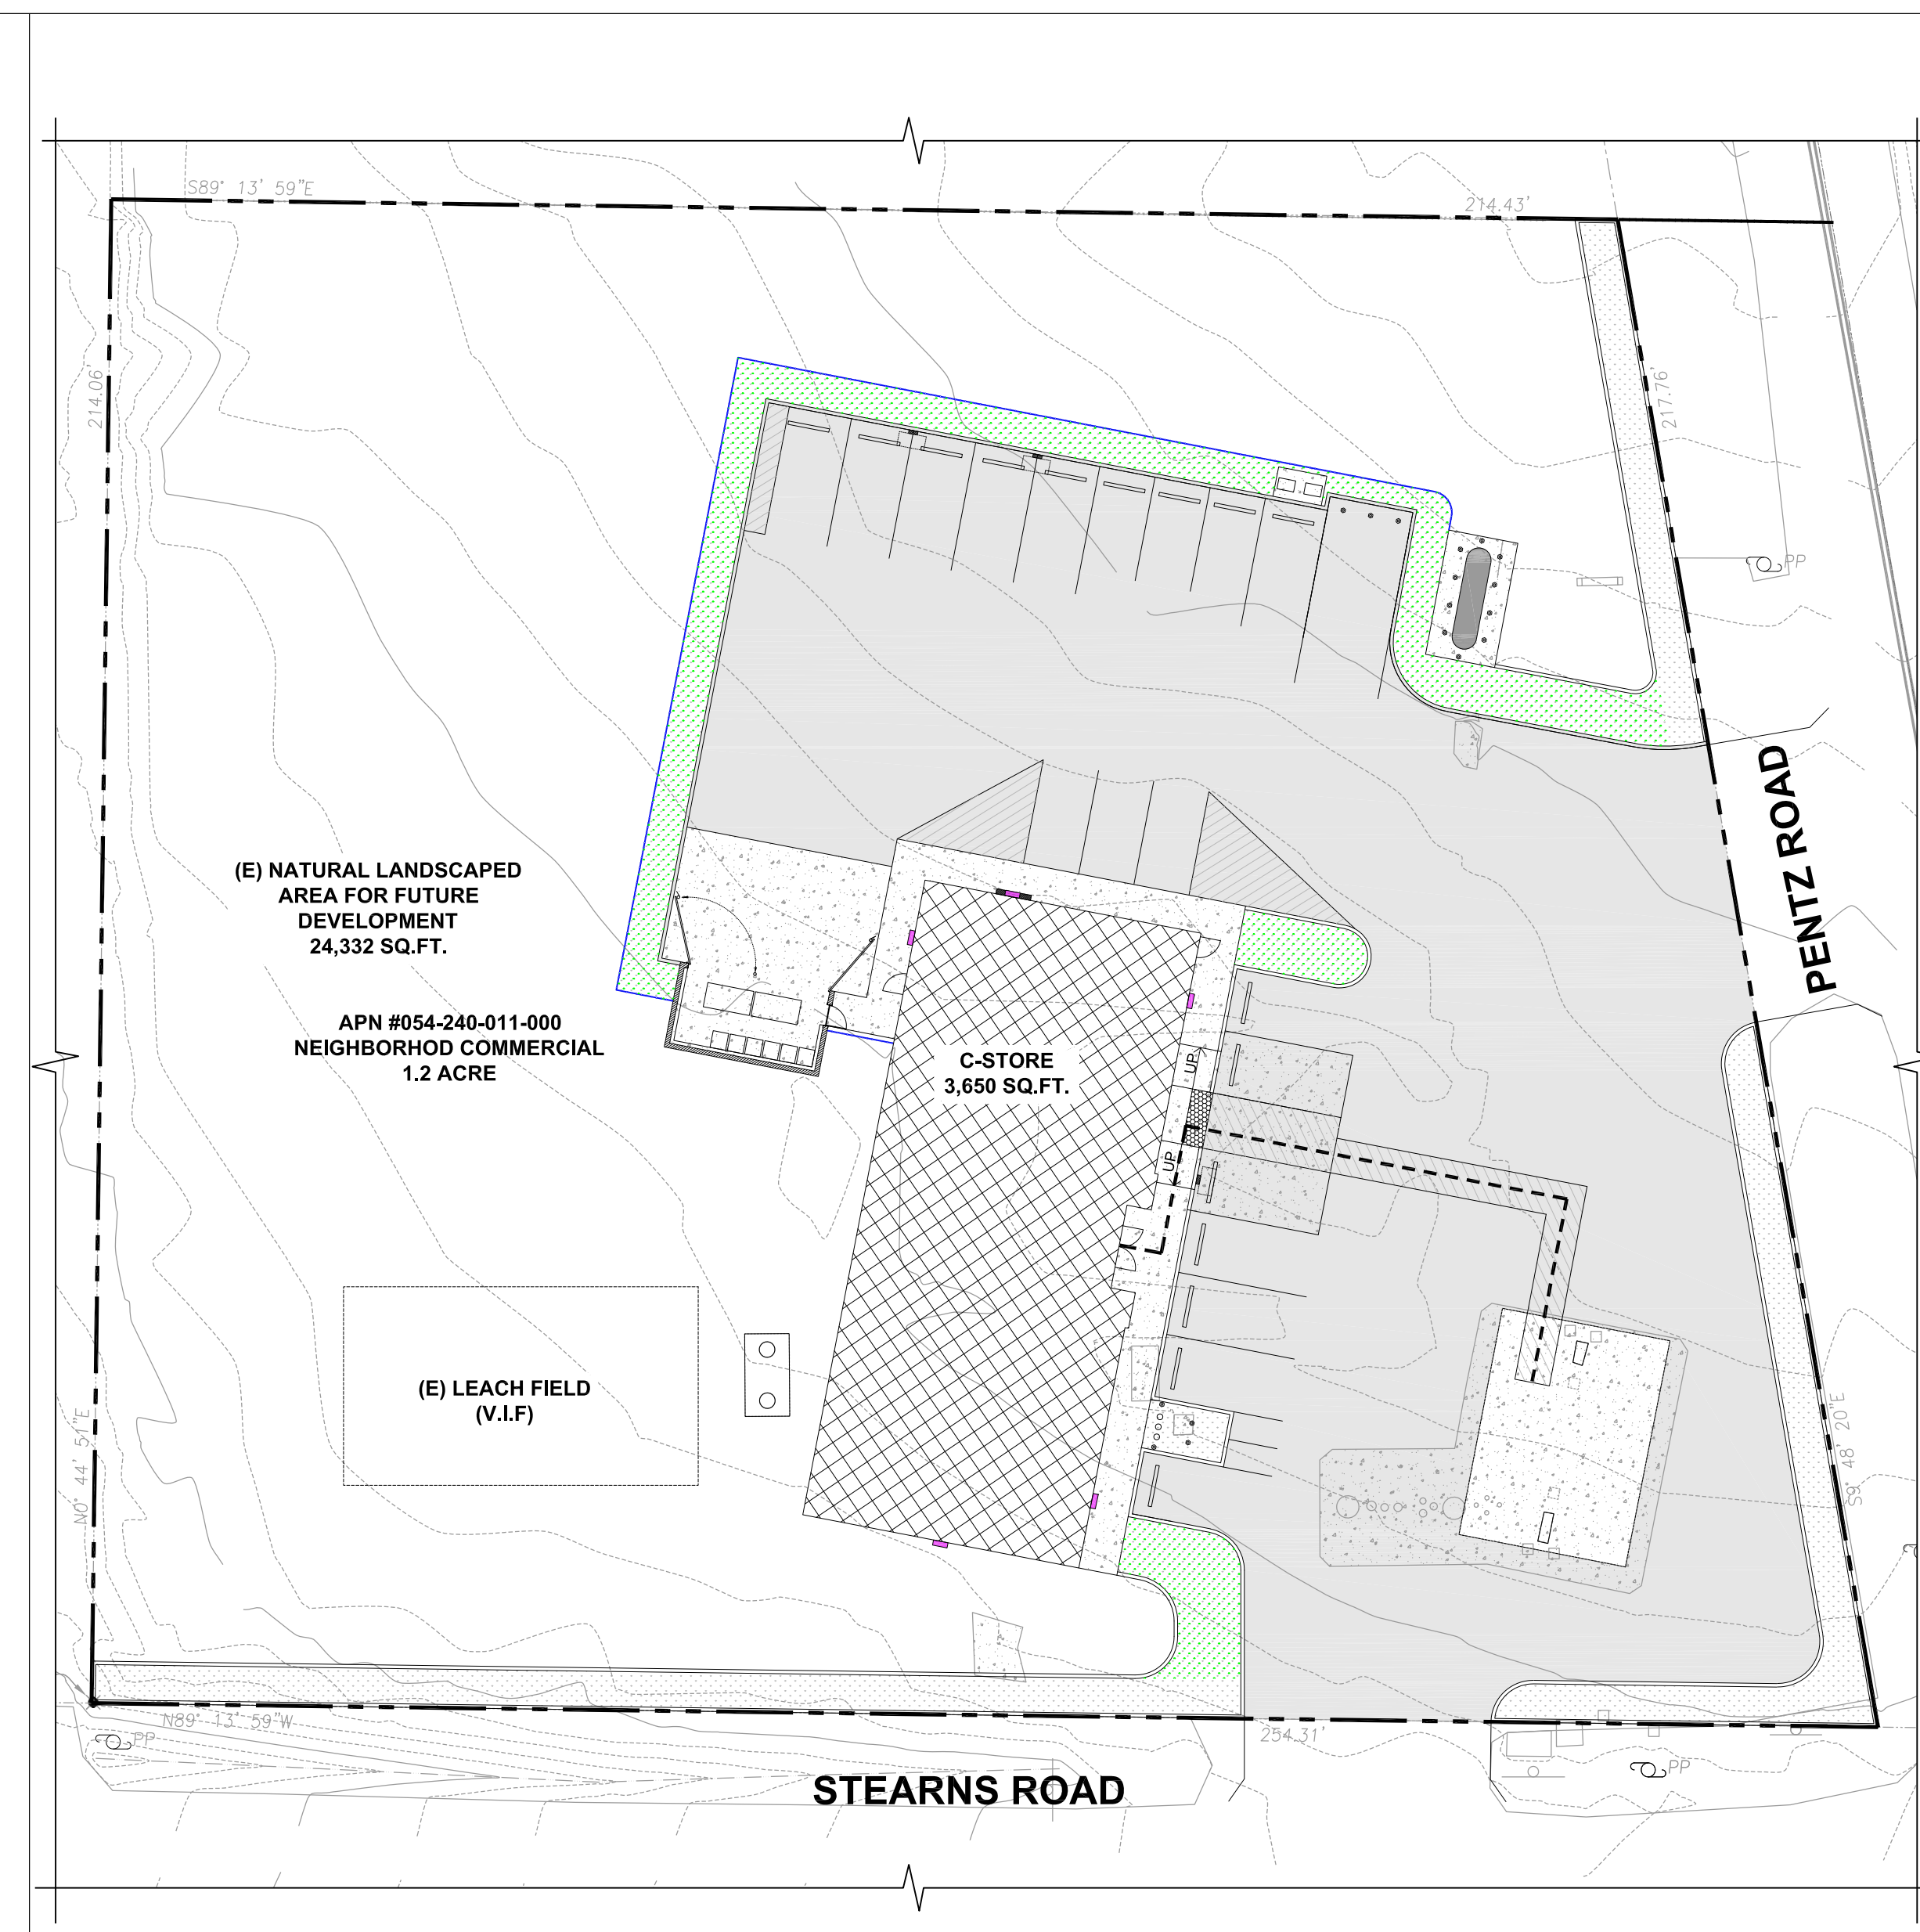 S89° 13' 59"E
214.43'
214.06'
217.76'
PP
PENTZ ROAD
(E) NATURAL LANDSCAPED
AREA FOR FUTURE
DEVELOPMENT
24,332 SQ.FT.
APN #054-240-011-000
NEIGHBORHOD COMMERCIAL
1.2 ACRE
C-STORE
3,650 SQ.FT.
UP
UP
(E) LEACH FIELD
(V.I.F)
N0° 44' 51"E
S9° 48' 20"E
N89° 13' 59"W
254.31'
PP
PP
STEARNS ROAD